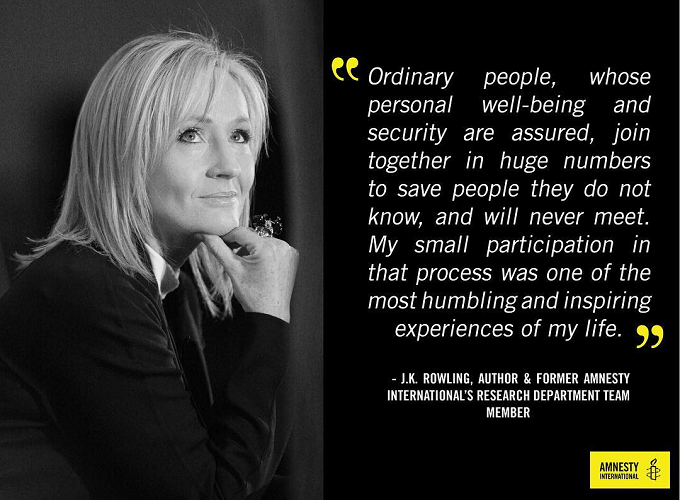 “ Ordinary people, whose
personal well-being and
security are assured, join
together in huge numbers
to save people they do not
know, and will never meet.
My small participation in
that process was one of the
most humbling and inspiring
experiences of my life. ”
- J.K. ROWLING, AUTHOR & FORMER AMNESTY
INTERNATIONAL'S RESEARCH DEPARTMENT TEAM
MEMBER
AMNESTY
INTERNATIONAL